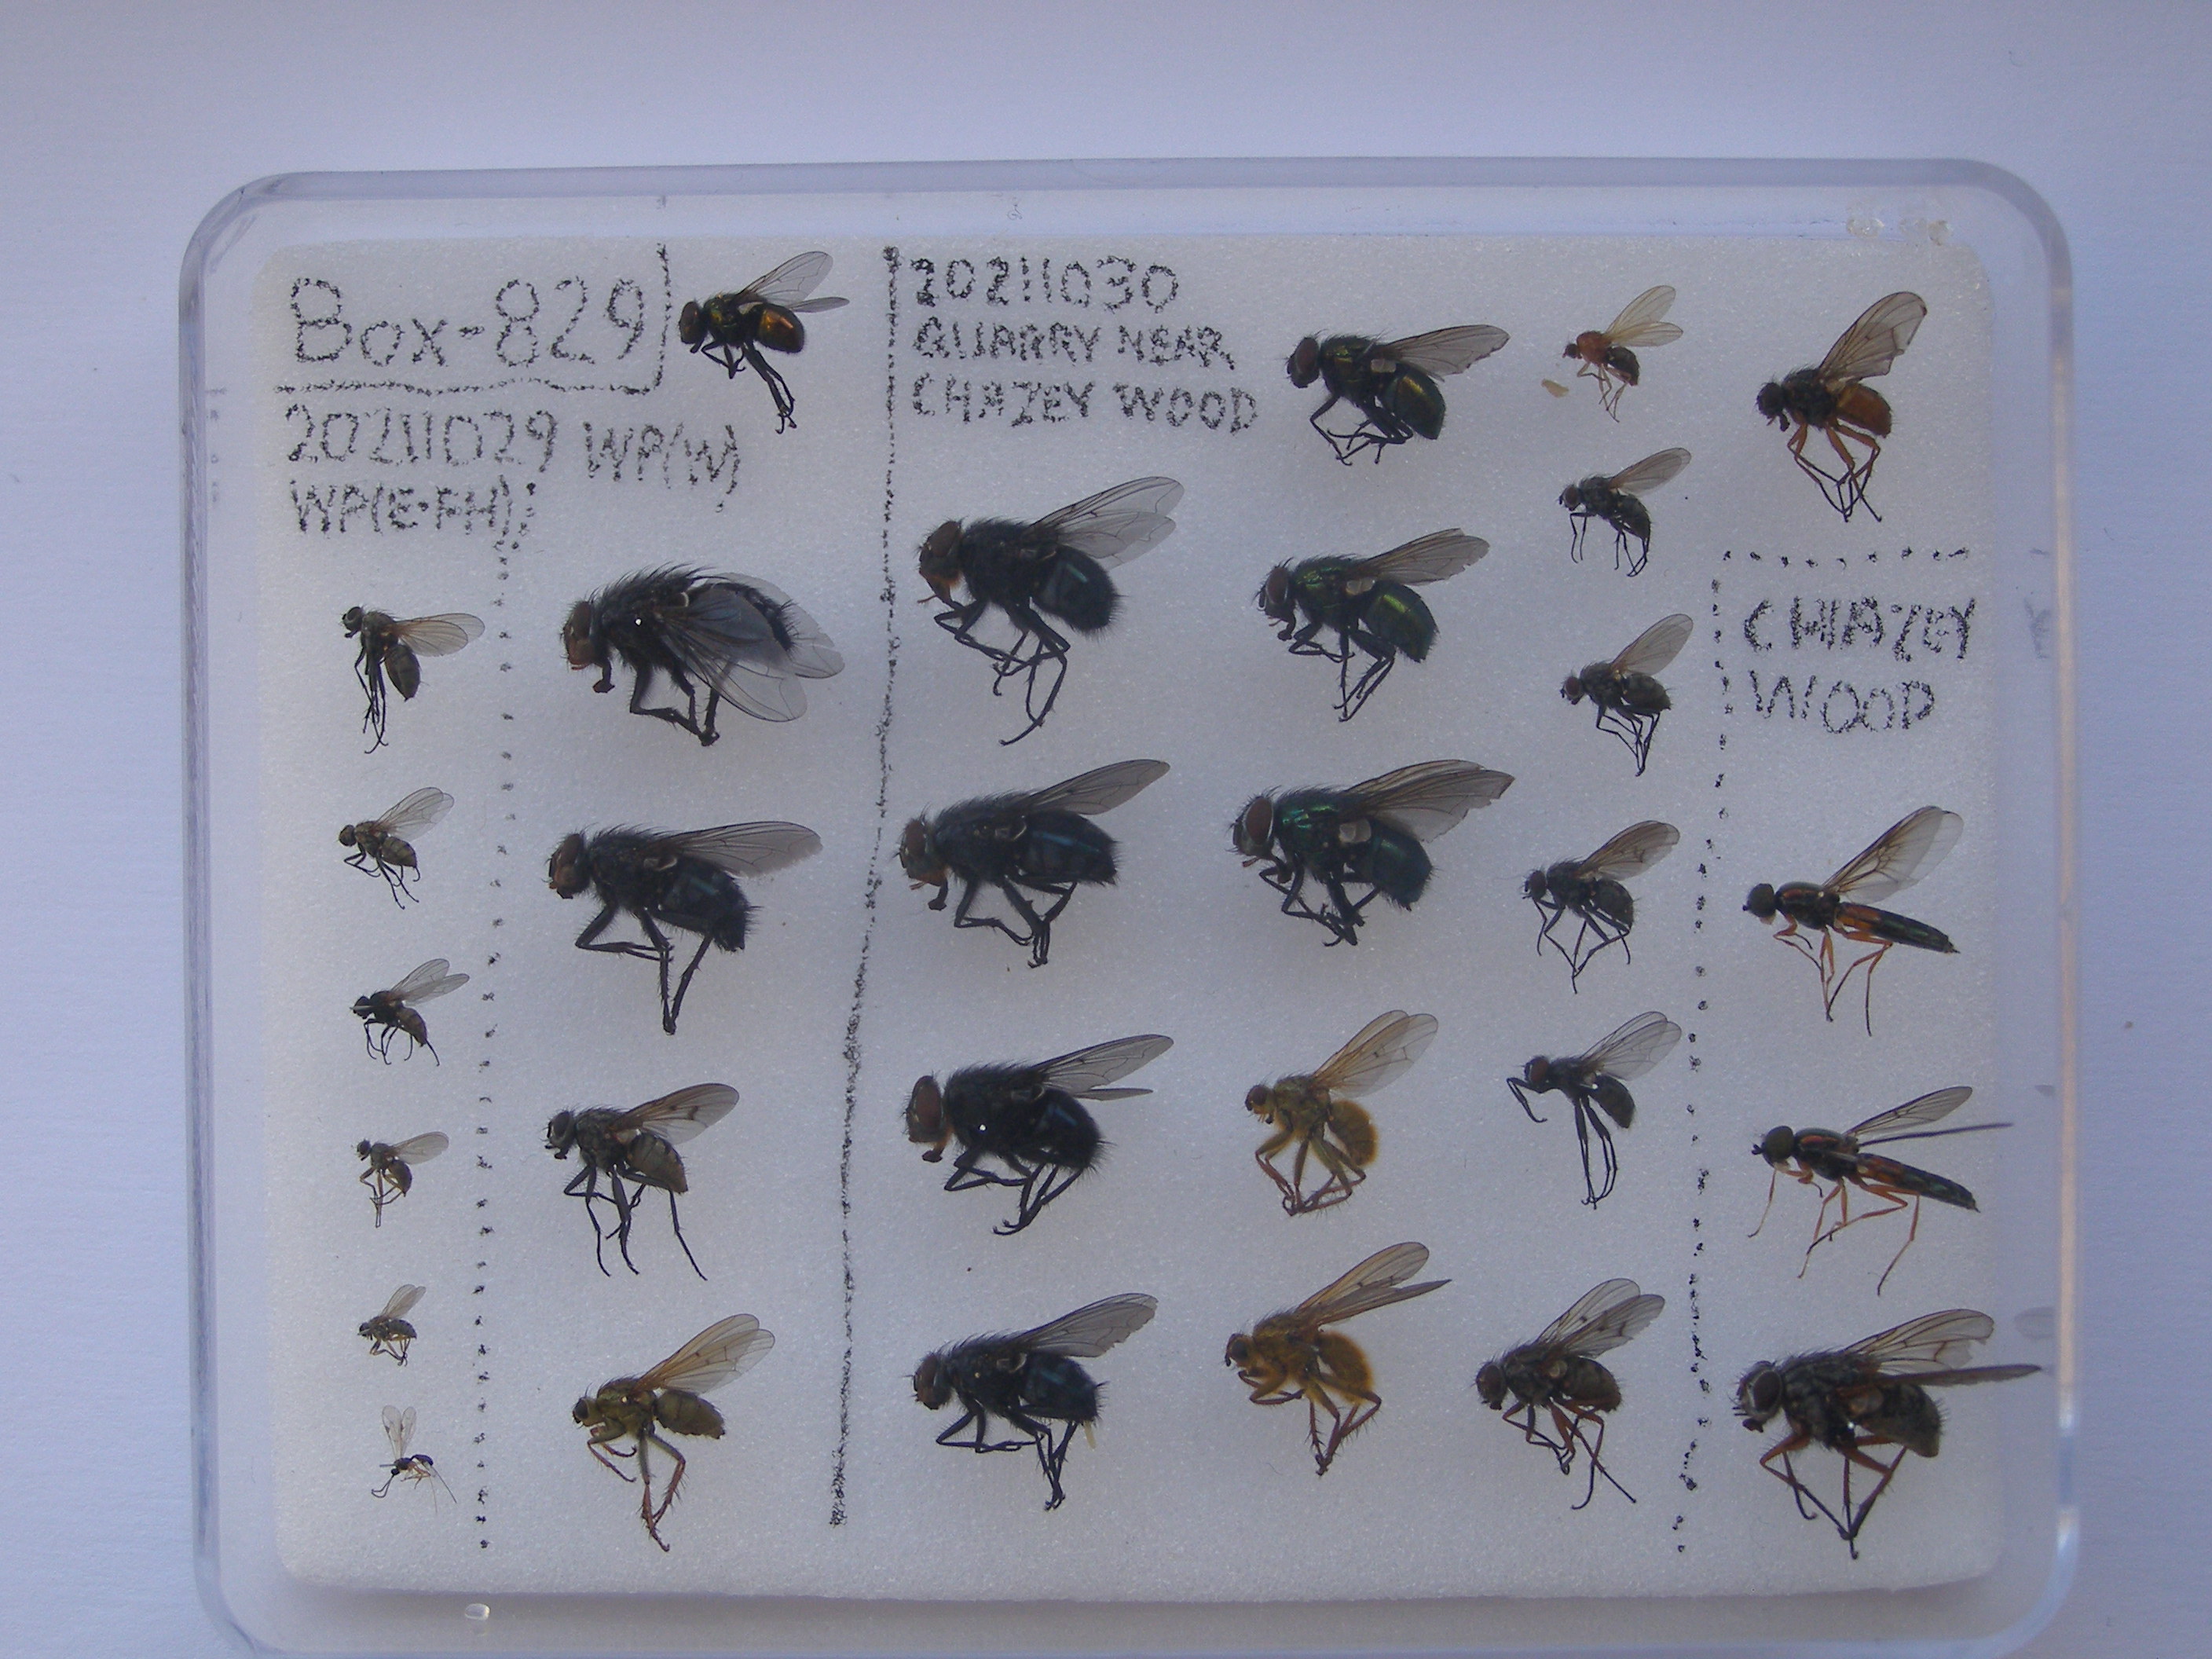 Box-829
20211029 WP(W)
WP(E-FH);
20211030
QUARRY NEAR
CHAZEY WOOD
CHAZEY
WOOD